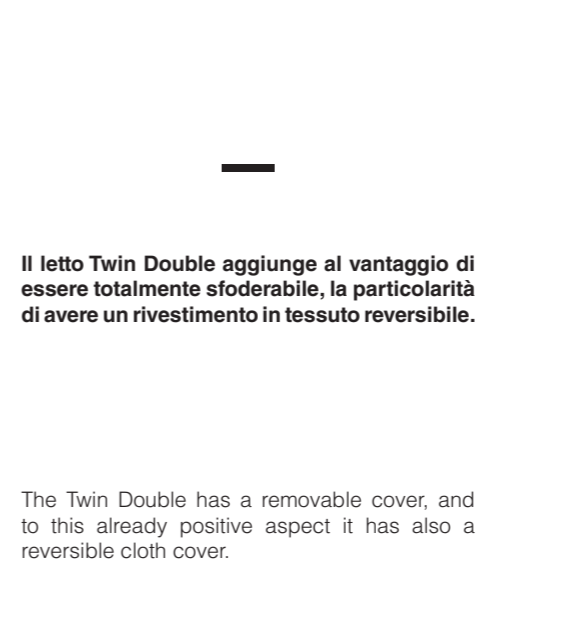 Il letto Twin Double aggiunge al vantaggio di
essere totalmente sfoderabile, la particolarità
di avere un rivestimento in tessuto reversibile.
The Twin Double has a removable cover, and
to this already positive aspect it has also a
reversible cloth cover.